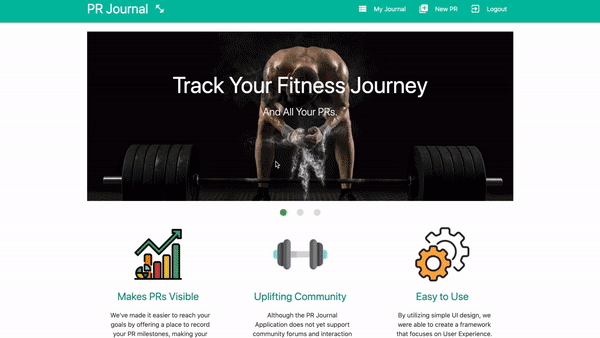 PR Journal
My Journal
New PR
Logout
Track Your Fitness Journey
And All Your PRs.
Makes PRs Visible
Uplifting Community
Easy to Use
We've made it easier to reach your
goals by offering a place to record
your PR milestones, making your
Although the PR Journal
Application does not yet support
community forums and interaction
By utilizing simple UI design, we
were able to create a framework
that focuses on User Experience.